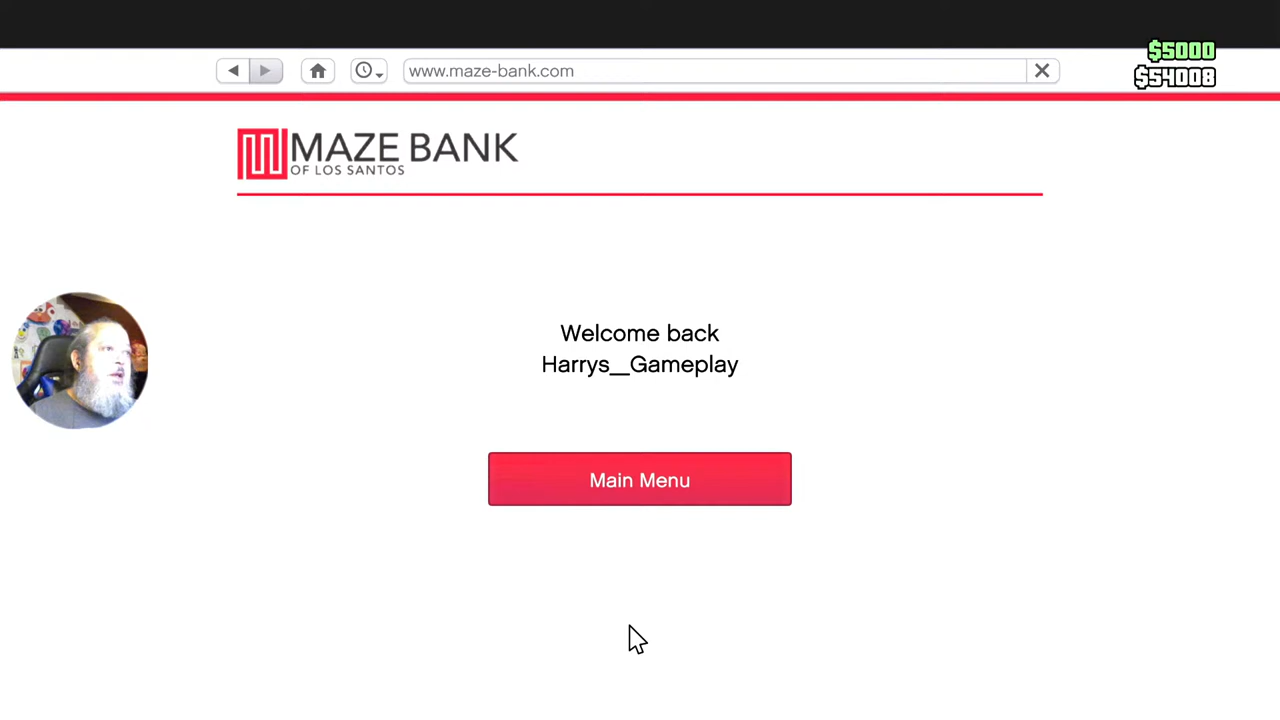 $5000
www.maze-bank.com
$54008
MAZE BANK
OF LOS SANTOS
Welcome back
Harrys__Gameplay
Main Menu